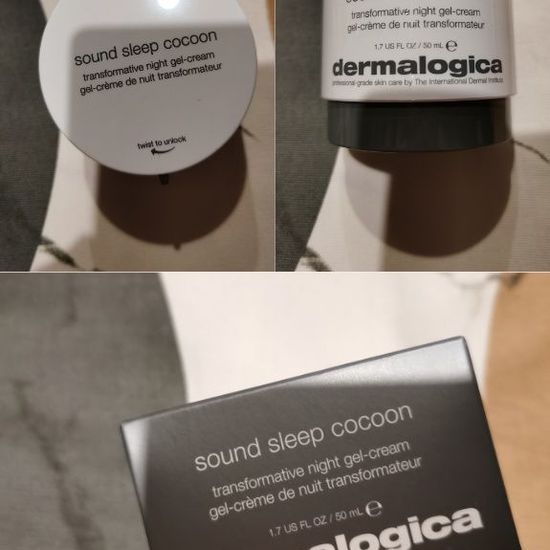 sound sleep cocoon
transformative night gel-cream
gel-crème de nuit transformateur
twist to unlock
transformative night gel-cream
gel-crème de nuit transformateur
1.7 US FL OZ / 50 mL ℮
dermalogica
professional-grade skin care by The International Dermal Institute
sound sleep cocoon
transformative night gel-cream
gel-crème de nuit transformateur
1.7 US FL OZ / 50 mL ℮
alogica